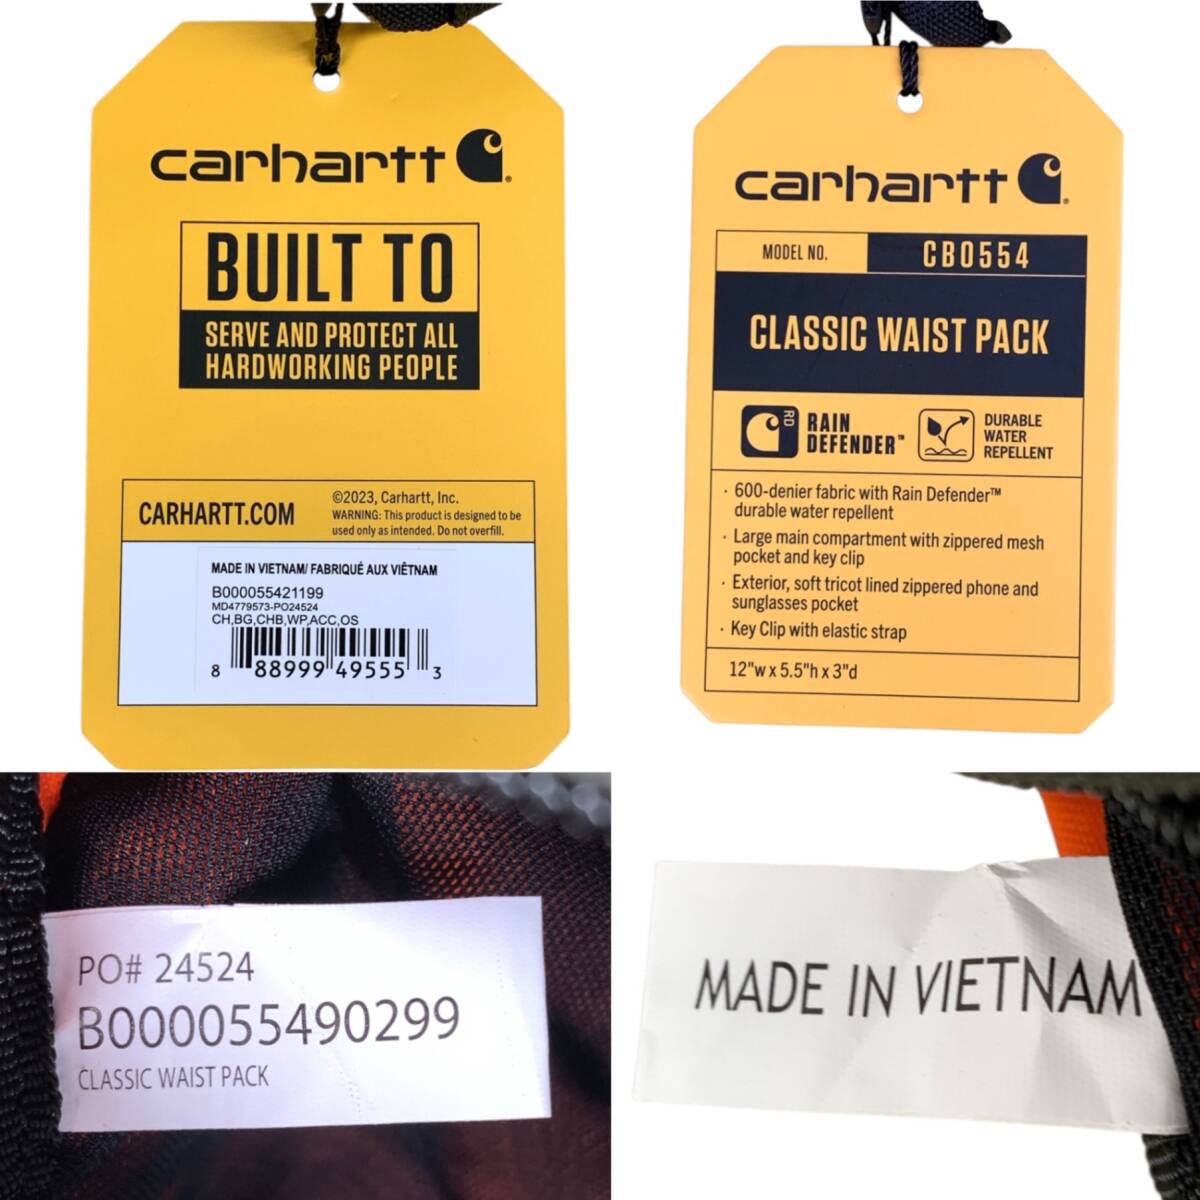 carhartt
BUILT TO
SERVE AND PROTECT ALL
HARDWORKING PEOPLE
CARHARTT.COM
©2023, Carhartt, Inc.
WARNING: This product is designed to be
used only as intended. Do not overfill.
MADE IN VIETNAM/ FABRIQUÉ AUX VIÊTNAM
B000055421199
MD4779573-PO24524
CH,BG,CHB,WP,ACC,OS
8 88999 49555 3
carhartt
MODEL NO. CB0554
CLASSIC WAIST PACK
RD
RAIN
DEFENDER™
DURABLE
WATER
REPELLENT
· 600-denier fabric with Rain Defender™
durable water repellent
· Large main compartment with zippered mesh
pocket and key clip
· Exterior, soft tricot lined zippered phone and
sunglasses pocket
· Key Clip with elastic strap
12"w x 5.5"h x 3"d
PO# 24524
B000055490299
CLASSIC WAIST PACK
MADE IN VIETNAM